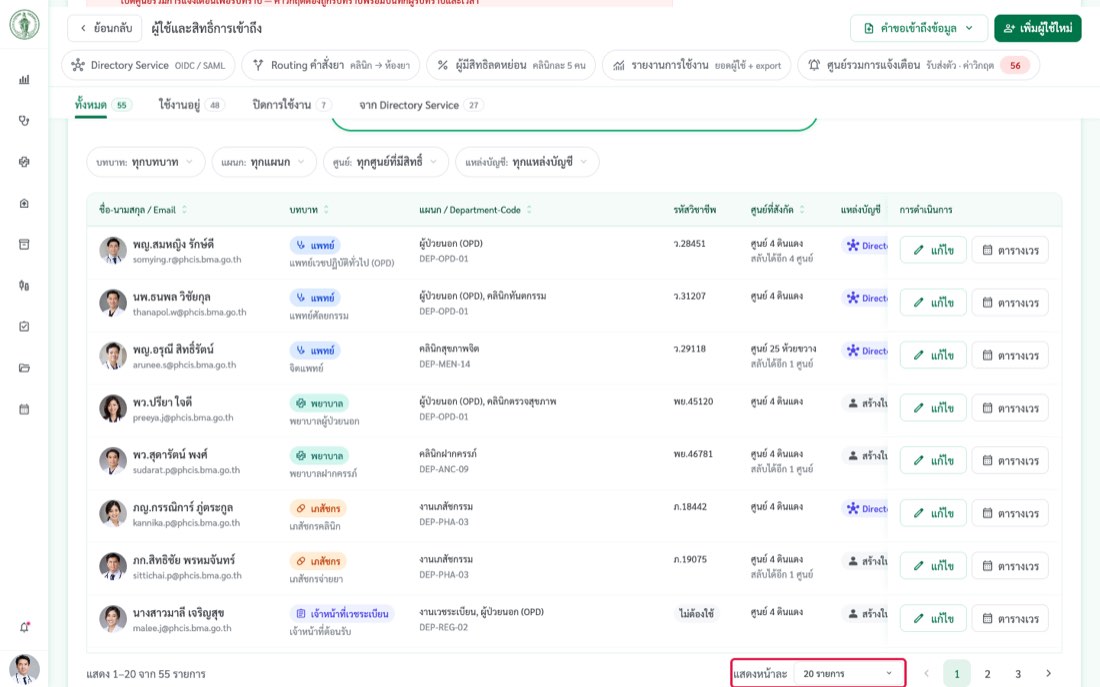 ย้อนกลับ
ผู้ใช้และสิทธิ์การเข้าถึง
คำขอเข้าถึงข้อมูล
เพิ่มผู้ใช้ใหม่
Directory Service OIDC / SAML
Routing คำสั่งยา คลินิก → ห้องยา
ผู้มีสิทธิลดหย่อน คลินิกละ 5 คน
รายงานการใช้งาน ยอดผู้ใช้ + export
ศูนย์รวมการแจ้งเตือน รับส่งตัว · ค่าวิกฤต 56
ทั้งหมด 55
ใช้งานอยู่ 48
ปิดการใช้งาน 7
จาก Directory Service 27
บทบาท: ทุกบทบาท
แผนก: ทุกแผนก
ศูนย์: ทุกศูนย์ที่มีสิทธิ์
แหล่งบัญชี: ทุกแหล่งบัญชี
ชื่อ-นามสกุล / Email บทบาท แผนก / Department-Code รหัสวิชาชีพ ศูนย์ที่สังกัด แหล่งบัญชี การดำเนินการ
พญ.สมหญิง รักษ์ดี แพทย์ ผู้ป่วยนอก (OPD) ว.28451 ศูนย์ 4 ดินแดง Direct แก้ไข ตารางเวร
somying.r@phcis.bma.go.th แพทย์เวชปฏิบัติทั่วไป (OPD) DEP-OPD-01 สลับได้อีก 4 ศูนย์
นพ.ธนพล วิชัยกุล แพทย์ ผู้ป่วยนอก (OPD), คลินิกทันตกรรม ว.31207 ศูนย์ 4 ดินแดง Direct แก้ไข ตารางเวร
thanapol.w@phcis.bma.go.th แพทย์ศัลยกรรม DEP-OPD-01
พญ.อรุณี สิทธิ์รัตน์ แพทย์ คลินิกสุขภาพจิต ว.29118 ศูนย์ 25 ห้วยขวาง Direct แก้ไข ตารางเวร
arunee.s@phcis.bma.go.th จิตแพทย์ DEP-MEN-14 สลับได้อีก 1 ศูนย์
พว.ปรียา ใจดี พยาบาล ผู้ป่วยนอก (OPD), คลินิกตรวจสุขภาพ พย.45120 ศูนย์ 4 ดินแดง สร้างใน แก้ไข ตารางเวร
preeya.j@phcis.bma.go.th พยาบาลผู้ป่วยนอก DEP-OPD-01
พว.สุดารัตน์ พงศ์ พยาบาล คลินิกฝากครรภ์ พย.46781 ศูนย์ 4 ดินแดง สร้างใน แก้ไข ตารางเวร
sudarat.p@phcis.bma.go.th พยาบาลฝากครรภ์ DEP-ANC-09 สลับได้อีก 1 ศูนย์
ภญ.กรรณิการ์ ภู่ตระกูล เภสัชกร งานเภสัชกรรม ภ.18442 ศูนย์ 4 ดินแดง Direct แก้ไข ตารางเวร
kannika.p@phcis.bma.go.th เภสัชกรคลินิก DEP-PHA-03
ภก.สิทธิชัย พรหมจันทร์ เภสัชกร งานเภสัชกรรม ภ.19075 ศูนย์ 4 ดินแดง สร้างใน แก้ไข ตารางเวร
sittichai.p@phcis.bma.go.th เภสัชกรจ่ายยา DEP-PHA-03 สลับได้อีก 1 ศูนย์
นางสาวมาลี เจริญสุข เจ้าหน้าที่เวชระเบียน งานเวชระเบียน, ผู้ป่วยนอก (OPD) ไม่ต้องใช้ ศูนย์ 4 ดินแดง สร้างใน แก้ไข ตารางเวร
malee.j@phcis.bma.go.th เจ้าหน้าที่ต้อนรับ DEP-REG-02
แสดง 1–20 จาก 55 รายการ แสดงหน้าละ 20 รายการ 1 2 3